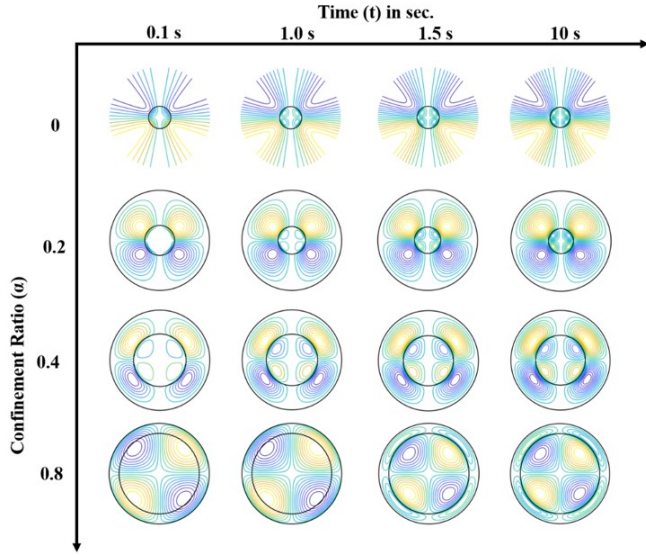 Time (t) in sec.
0.1 s 1.0 s 1.5 s 10 s
0
0.2
0.4
0.8
Confinement Ratio (α)